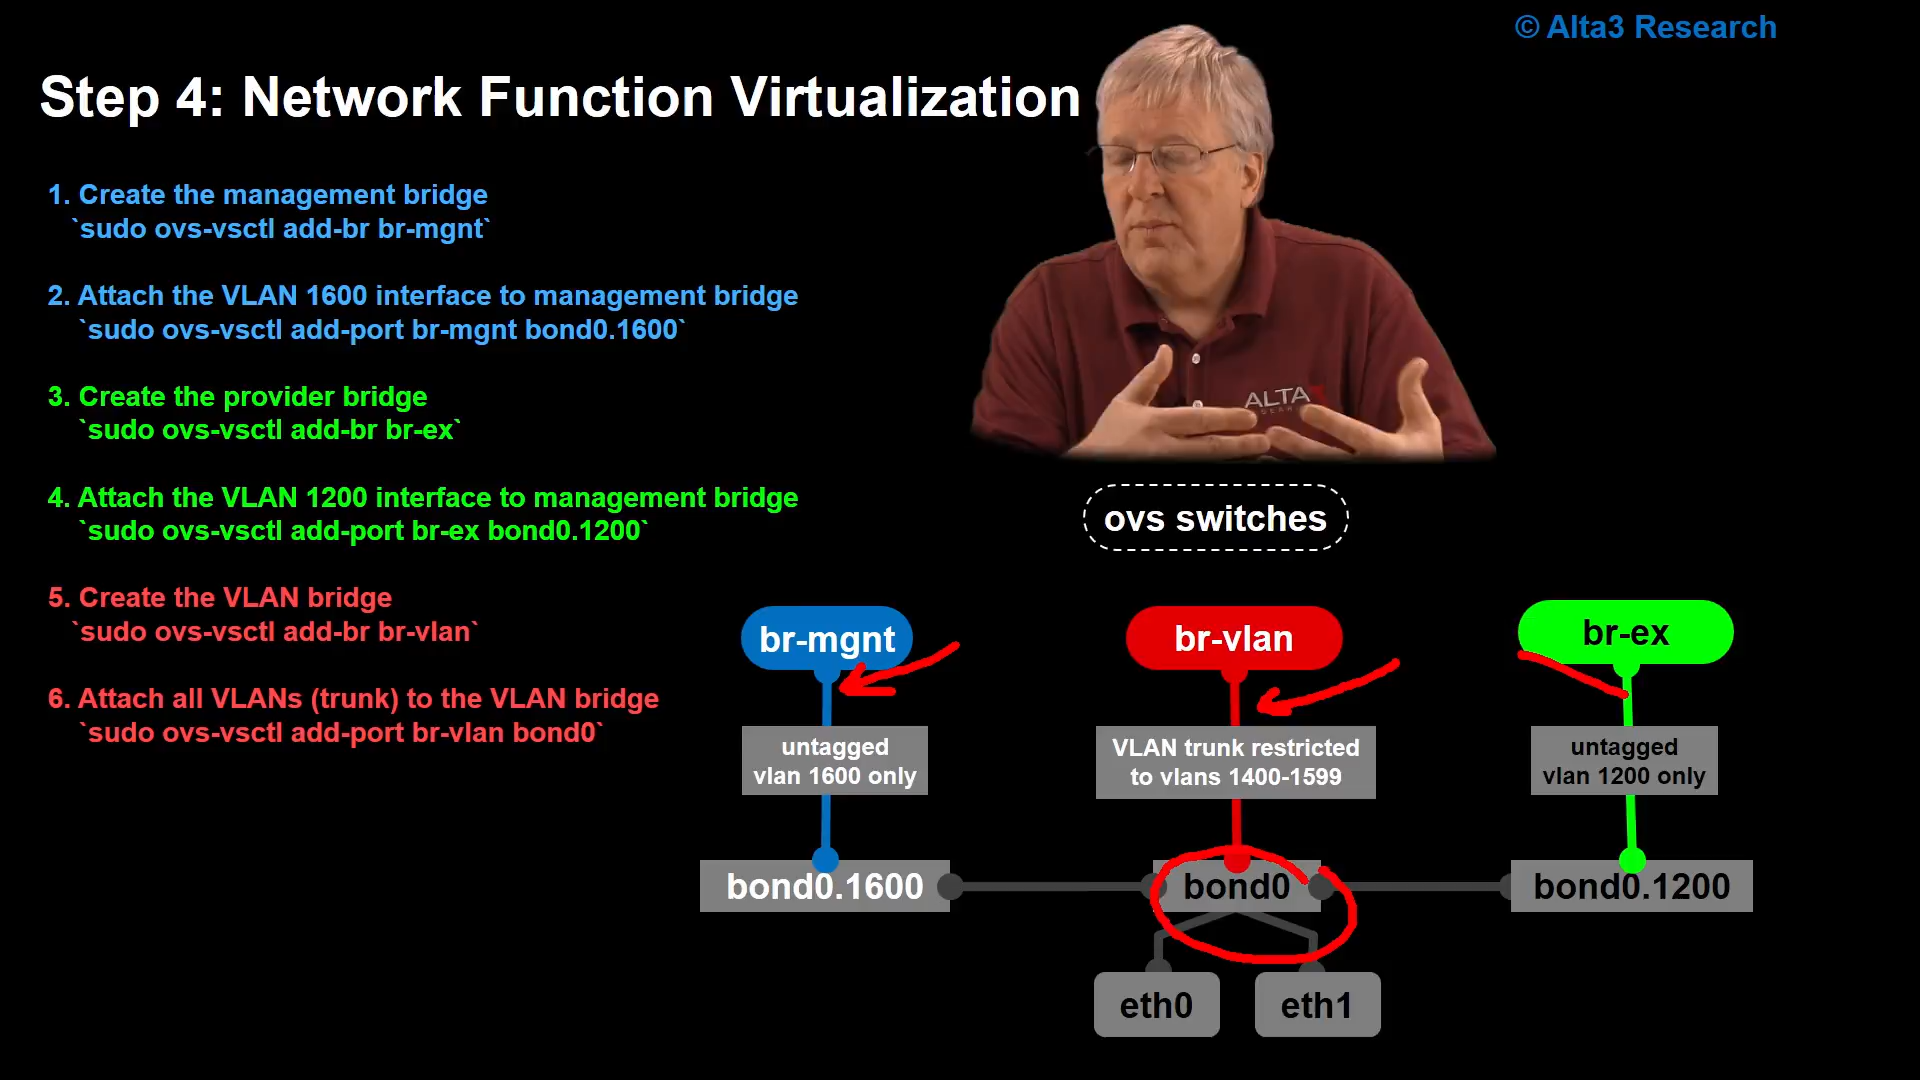 © Alta3 Research
Step 4: Network Function Virtualization
1. Create the management bridge
`sudo ovs-vsctl add-br br-mgnt`
2. Attach the VLAN 1600 interface to management bridge
`sudo ovs-vsctl add-port br-mgnt bond0.1600`
3. Create the provider bridge
`sudo ovs-vsctl add-br br-ex`
4. Attach the VLAN 1200 interface to management bridge
`sudo ovs-vsctl add-port br-ex bond0.1200`
5. Create the VLAN bridge
`sudo ovs-vsctl add-br br-vlan`
6. Attach all VLANs (trunk) to the VLAN bridge
`sudo ovs-vsctl add-port br-vlan bond0`
ALTA
ovs switches
br-mgnt
br-vlan
br-ex
untagged
vlan 1600 only
VLAN trunk restricted
to vlans 1400-1599
untagged
vlan 1200 only
bond0.1600
bond0
bond0.1200
eth0
eth1